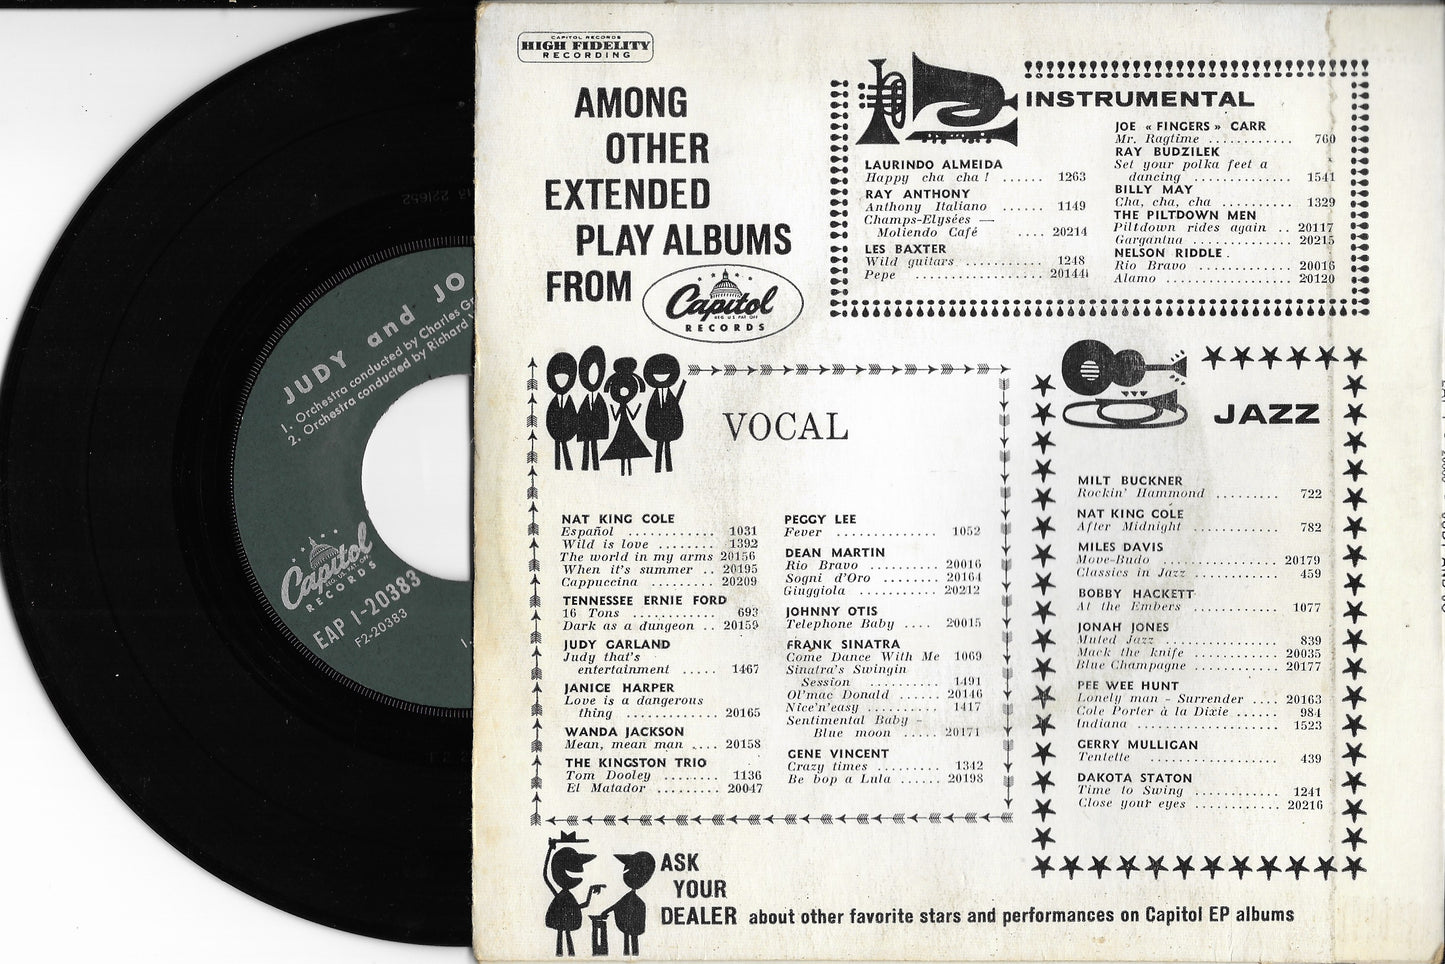 CAPITOL RECORDS
HIGH FIDELITY
RECORDING
AMONG
OTHER
EXTENDED
PLAY ALBUMS
FROM
Capitol
REG. U.S. PAT. OFF.
RECORDS
INSTRUMENTAL
LAURINDO ALMEIDA
Happy cha cha ! ...... 1263
RAY ANTHONY
Anthony Italiano ...... 1149
Champs-Elysées —
Moliendo Café .... 20214
LES BAXTER
Wild guitars ........... 1248
Pepe ................. 20144
JOE « FINGERS » CARR
Mr. Ragtime ............ 760
RAY BUDZILEK
Set your polka feet a
dancing .............. 1541
BILLY MAY
Cha, cha, cha .......... 1329
THE PILTDOWN MEN
Piltdown rides again .. 20117
Gargantua ............. 20215
NELSON RIDDLE
Rio Bravo ............ 20016
Alamo ................. 20120
VOCAL
NAT KING COLE
Español ............ 1031
Wild is love ........ 1392
The world in my arms 20156
When it's summer .. 20195
Cappuccina ......... 20209
TENNESSEE ERNIE FORD
16 Tons ............. 693
Dark as a dungeon .. 20159
JUDY GARLAND
Judy that's
entertainment ..... 1467
JANICE HARPER
Love is a dangerous
thing ............ 20165
WANDA JACKSON
Mean, mean man .... 20158
THE KINGSTON TRIO
Tom Dooley ........ 1136
El Matador ......... 20047
PEGGY LEE
Fever ............... 1052
DEAN MARTIN
Rio Bravo ......... 20016
Sogni d'Oro ........ 20164
Giuggiola .......... 20212
JOHNNY OTIS
Telephone Baby .... 20015
FRANK SINATRA
Come Dance With Me 1069
Sinatra's Swingin
Session .......... 1491
Ol'mac Donald ...... 20146
Nice'n'easy .......... 1417
Sentimental Baby -
Blue moon ..... 20171
GENE VINCENT
Crazy times ......... 1342
Be bop a Lula ...... 20198
JAZZ
MILT BUCKNER
Rockin' Hammond ......... 722
NAT KING COLE
After Midnight ............ 782
MILES DAVIS
Move-Budo .............. 20179
Classics in Jazz ........... 459
BOBBY HACKETT
At the Embers ........... 1077
JONAH JONES
Muted Jazz ............... 839
Mack the knife .......... 20035
Blue Champagne ......... 20177
PEE WEE HUNT
Lonely man - Surrender .... 20163
Cole Porter à la Dixie ...... 984
Indiana ................. 1523
GERRY MULLIGAN
Tentette ................. 439
DAKOTA STATON
Time to Swing ........... 1241
Close your eyes ........... 20216
ASK
YOUR
DEALER about other favorite stars and performances on Capitol EP albums
JUDY and JO
1. Orchestra conducted by Charles
2. Orchestra conducted by Richard
Capitol
REG. U.S. PAT. OFF.
RECORDS
EAP 1-20383
F2-20383
1.